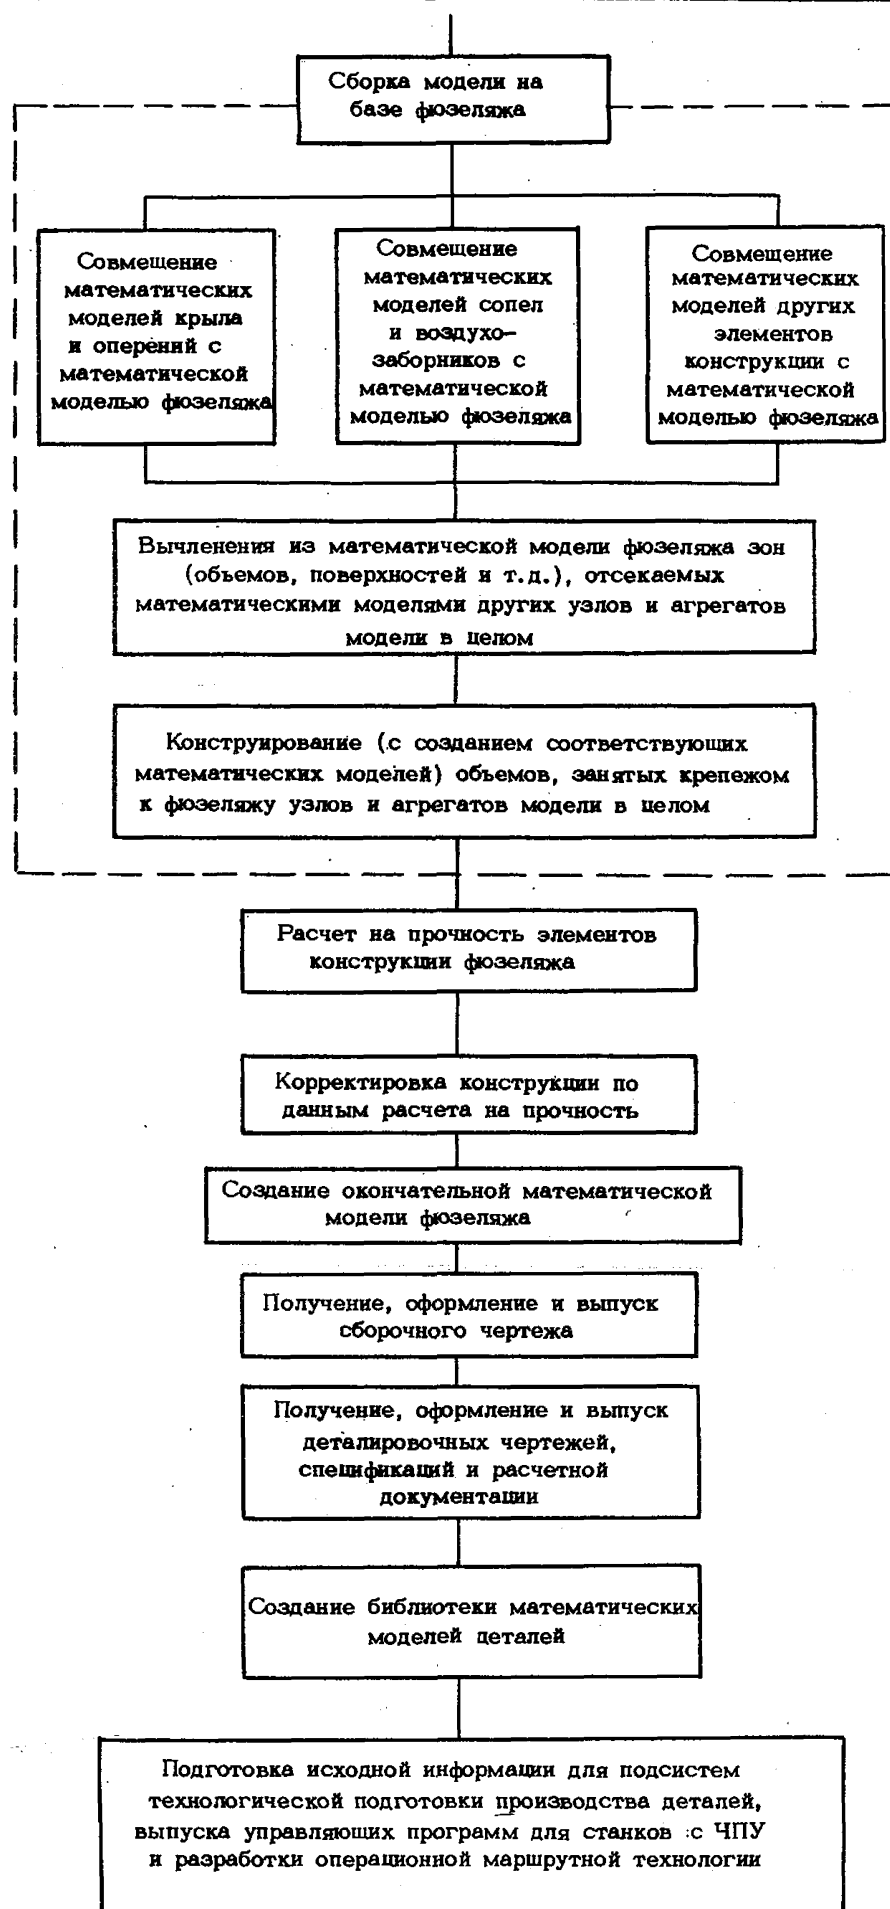 Сборка модели на
базе фюзеляжа
Совмещение
математических
моделей крыла
и оперений с
математической
моделью фюзеляжа
Совмещение
математических
моделей сопел
и воздухо-
заборников с
математической
моделью фюзеляжа
Совмещение
математических
моделей других
элементов
конструкции с
математической
моделью фюзеляжа
Вычленения из математической модели фюзеляжа зон
(объемов, поверхностей и т.д.), отсекаемых
математическими моделями других узлов и агрегатов
модели в целом
Конструирование (с созданием соответствующих
математических моделей) объемов, занятых крепежом
к фюзеляжу узлов и агрегатов модели в целом
Расчет на прочность элементов
конструкции фюзеляжа
Корректировка конструкции по
данным расчета на прочность
Создание окончательной математической
модели фюзеляжа
Получение, оформление и выпуск
сборочного чертежа
Получение, оформление и выпуск
деталировочных чертежей,
спецификаций и расчетной
документации
Создание библиотеки математических
моделей деталей
Подготовка исходной информации для подсистем
технологической подготовки производства деталей,
выпуска управляющих программ для станков с ЧПУ
и разработки операционной маршрутной технологии